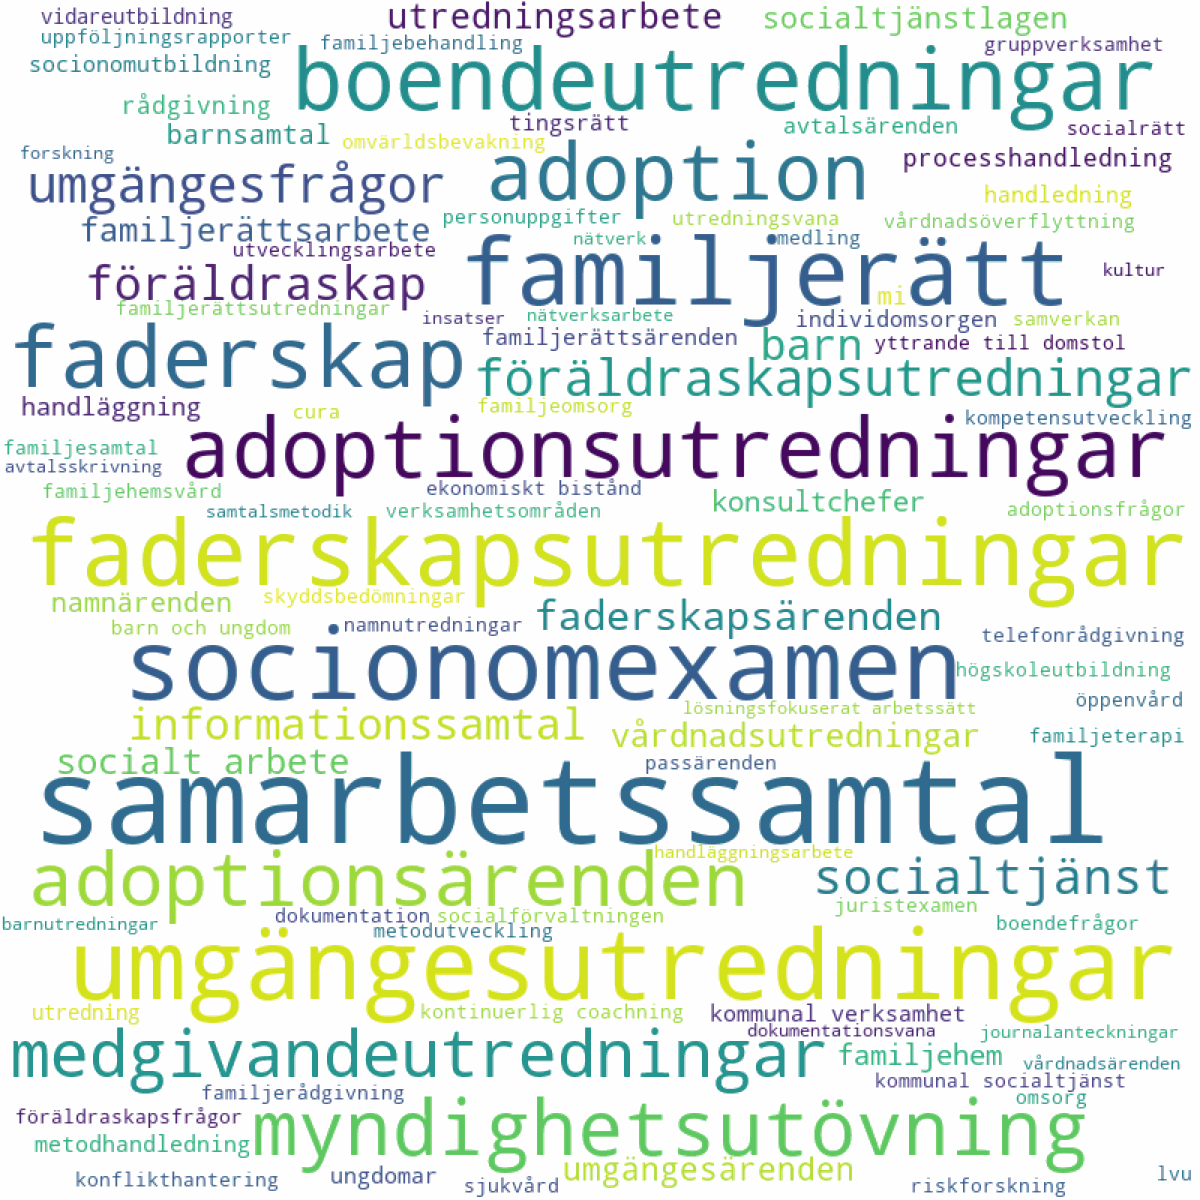 vidareutbildning
utredningsarbete
socialtjänstlagen
uppföljningsrapporter
familjebehandling
gruppverksamhet
socionomutbildning
boendeutredningar
rådgivning
tingsrätt
avtalsärenden
socialrätt
barnsamtal
omvärldsbevakning
forskning
adoption
processhandledning
umgängesfrågor
handledning
familjerättsarbete
personuppgifter
utredningsvana
vårdnadsöverflyttning
utvecklingsarbete
nätverk
medling
föräldraskap
familjerätt
kultur
mi
familjerättsutredningar
insatser
nätverksarbete
individomsorgen
samverkan
faderskap
familjerättsärenden
barn
yttrande till domstol
föräldraskapsutredningar
handläggning
cura
familjeomsorg
kompetensutveckling
familjesamtal
adoptionsutredningar
avtalsskrivning
familjehemsvård
ekonomiskt bistånd
konsultchefer
samtalsmetodik
verksamhetsområden
adoptionsfrågor
faderskapsutredningar
namnärenden
skyddsbedömningar
faderskapsärenden
barn och ungdom
namnutredningar
telefonrådgivning
socionomexamen
högskoleutbildning
öppenvård
informationssamtal
lösningsfokuserat arbetssätt
vårdnadsutredningar
familjeterapi
socialt arbete
passärenden
samarbetssamtal
handläggningsarbete
adoptionsärenden
socialtjänst
juristexamen
barnutredningar
dokumentation
socialförvaltningen
boendefrågor
metodutveckling
umgängesutredningar
utredning
kontinuerlig coaching
kommunal verksamhet
dokumentationsvana
journalanteckningar
medgivandeutredningar
familjehem
vårdnadsärenden
kommunal socialtjänst
familjerådgivning
omsorg
föräldraskapsfrågor
myndighetsutövning
metodhandledning
konflikthantering
ungdomar
umgängesärenden
sjukvård
riskforskning
lvu